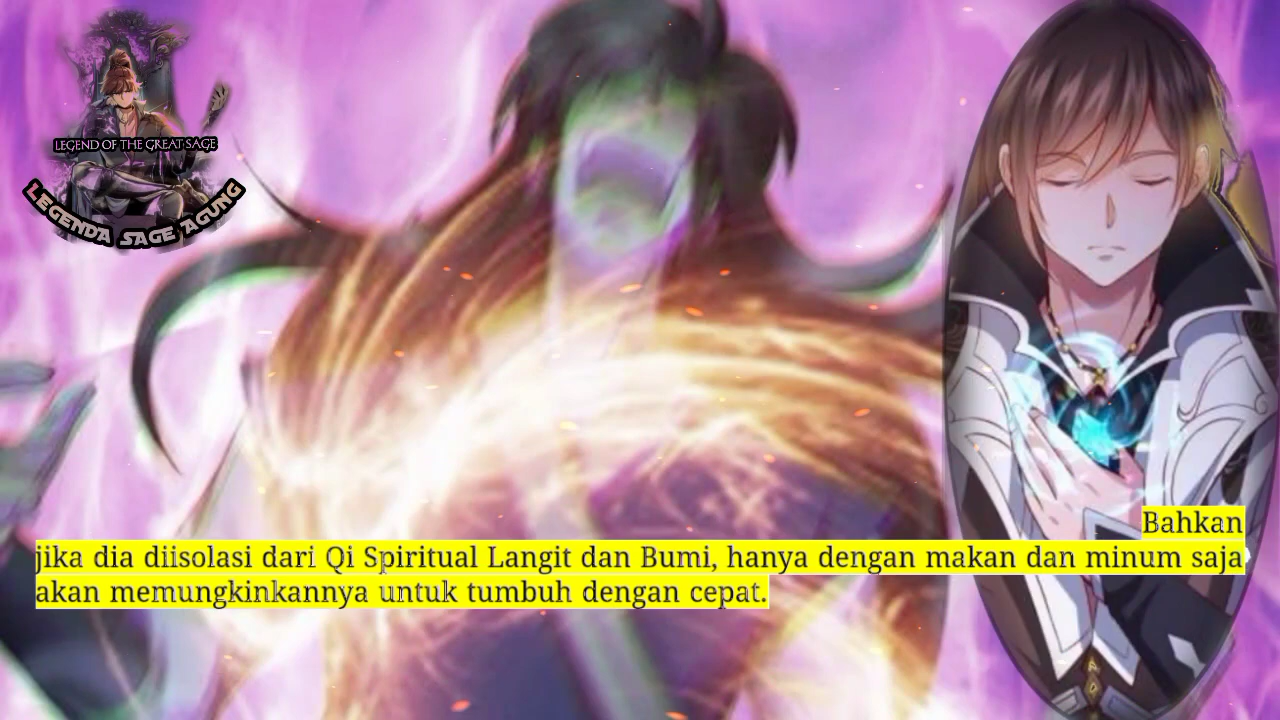 LEGEND OF THE GREAT SAGE
LEGENDA SAGE AGUNG
Bahkan
jika dia diisolasi dari Qi Spiritual Langit dan Bumi, hanya dengan makan dan minum saja
akan memungkinkannya untuk tumbuh dengan cepat.